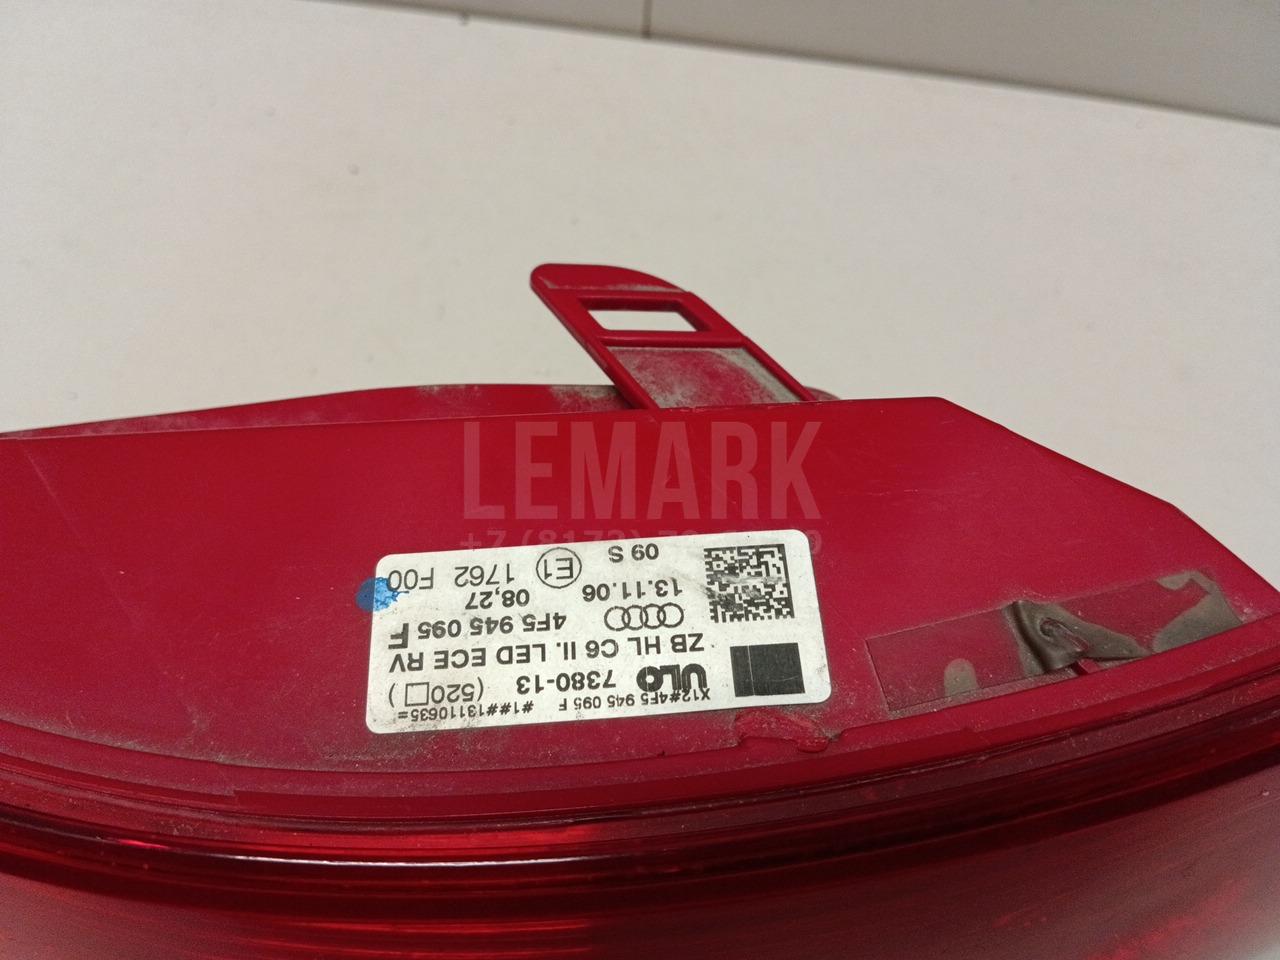 LEMARK
X12#4F5 945 095 F #1##13110635=
ULO 7380-13 (520□)
ZB HL C6 II. LED ECE RV
4F5 945 095 F
13.11.06 08,27
09 S E1 1762 F00